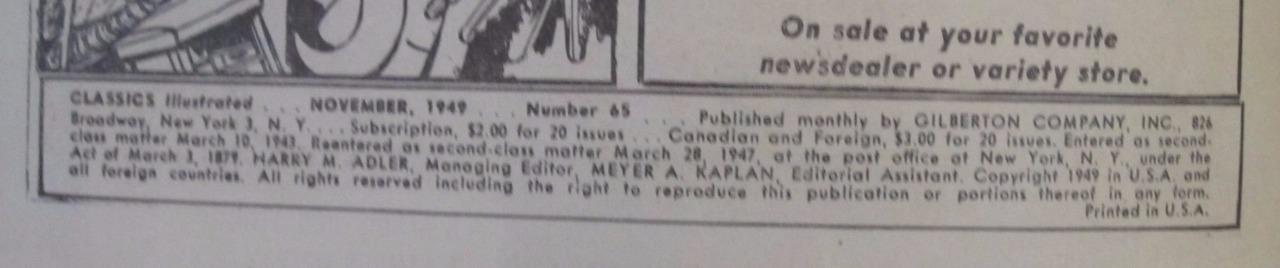 On sale at your favorite
newsdealer or variety store.
CLASSICS Illustrated . . . NOVEMBER, 1949 . . . Number 65 . . . Published monthly by GILBERTON COMPANY, INC., 826
Broadway, New York 3, N. Y. . . . Subscription, $2.00 for 20 issues . . . Canadian and Foreign, $3.00 for 20 issues. Entered as second-
class matter March 10, 1943. Reentered as second-class matter March 28, 1947, at the post office at New York, N. Y., under the
Act of March 3, 1879. HARRY M. ADLER, Managing Editor, MEYER A. KAPLAN, Editorial Assistant. Copyright 1949 in U.S.A. and
all foreign countries. All rights reserved including the right to reproduce this publication or portions thereof in any form.
Printed in U.S.A.